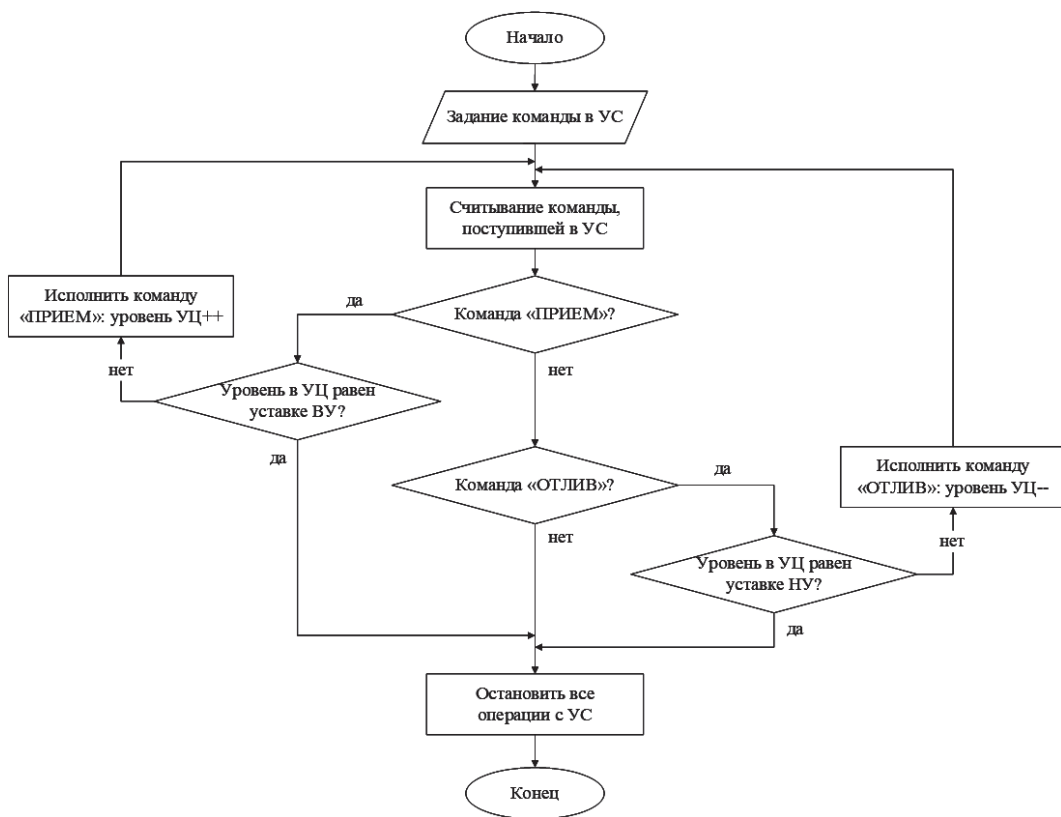 Начало
Задание команды в УС
Считывание команды,
поступившей в УС
Исполнить команду
«ПРИЕМ»: уровень УЦ++
да
Команда «ПРИЕМ»?
нет
Уровень в УЦ равен
уставке ВУ?
нет
да
Команда «ОТЛИВ»?
да
Исполнить команду
«ОТЛИВ»: уровень УЦ--
нет
нет
Уровень в УЦ равен
уставке НУ?
да
Остановить все
операции с УС
Конец